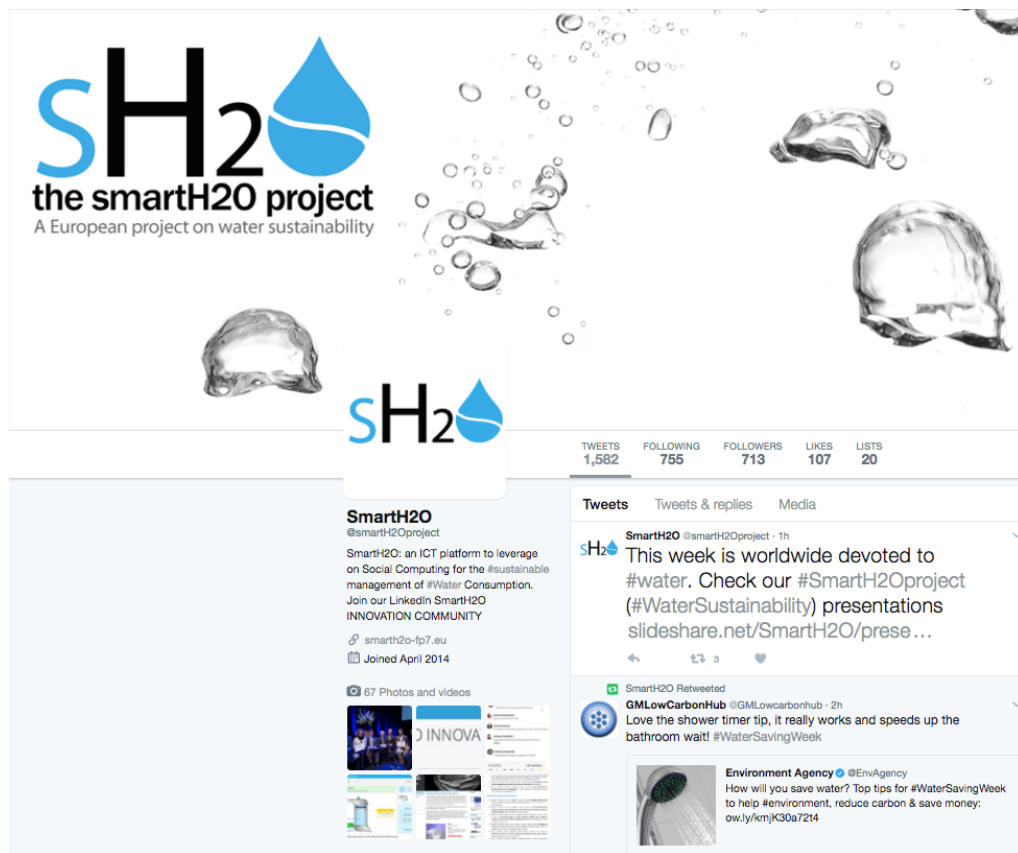 sH2O
the smartH2O project
A European project on water sustainability
sH2O
TWEETS FOLLOWING FOLLOWERS LIKES LISTS
1,582 755 713 107 20
SmartH2O
@smartH2Oproject
SmartH2O: an ICT platform to leverage
on Social Computing for the #sustainable
management of #Water Consumption.
Join our LinkedIn SmartH2O
INNOVATION COMMUNITY
smarth2o-fp7.eu
Joined April 2014
67 Photos and videos
O INNOVA
Tweets Tweets & replies Media
sH2O
SmartH2O @smartH2Oproject · 1h
This week is worldwide devoted to
#water. Check our #SmartH2Oproject
(#WaterSustainability) presentations
slideshare.net/SmartH2O/prese…
3
SmartH2O Retweeted
GMLowCarbonHub @GMLowcarbonhub · 2h
Love the shower timer tip, it really works and speeds up the
bathroom wait! #WaterSavingWeek
Environment Agency @EnvAgency
How will you save water? Top tips for #WaterSavingWeek
to help #environment, reduce carbon & save money:
ow.ly/kmjK30a72t4